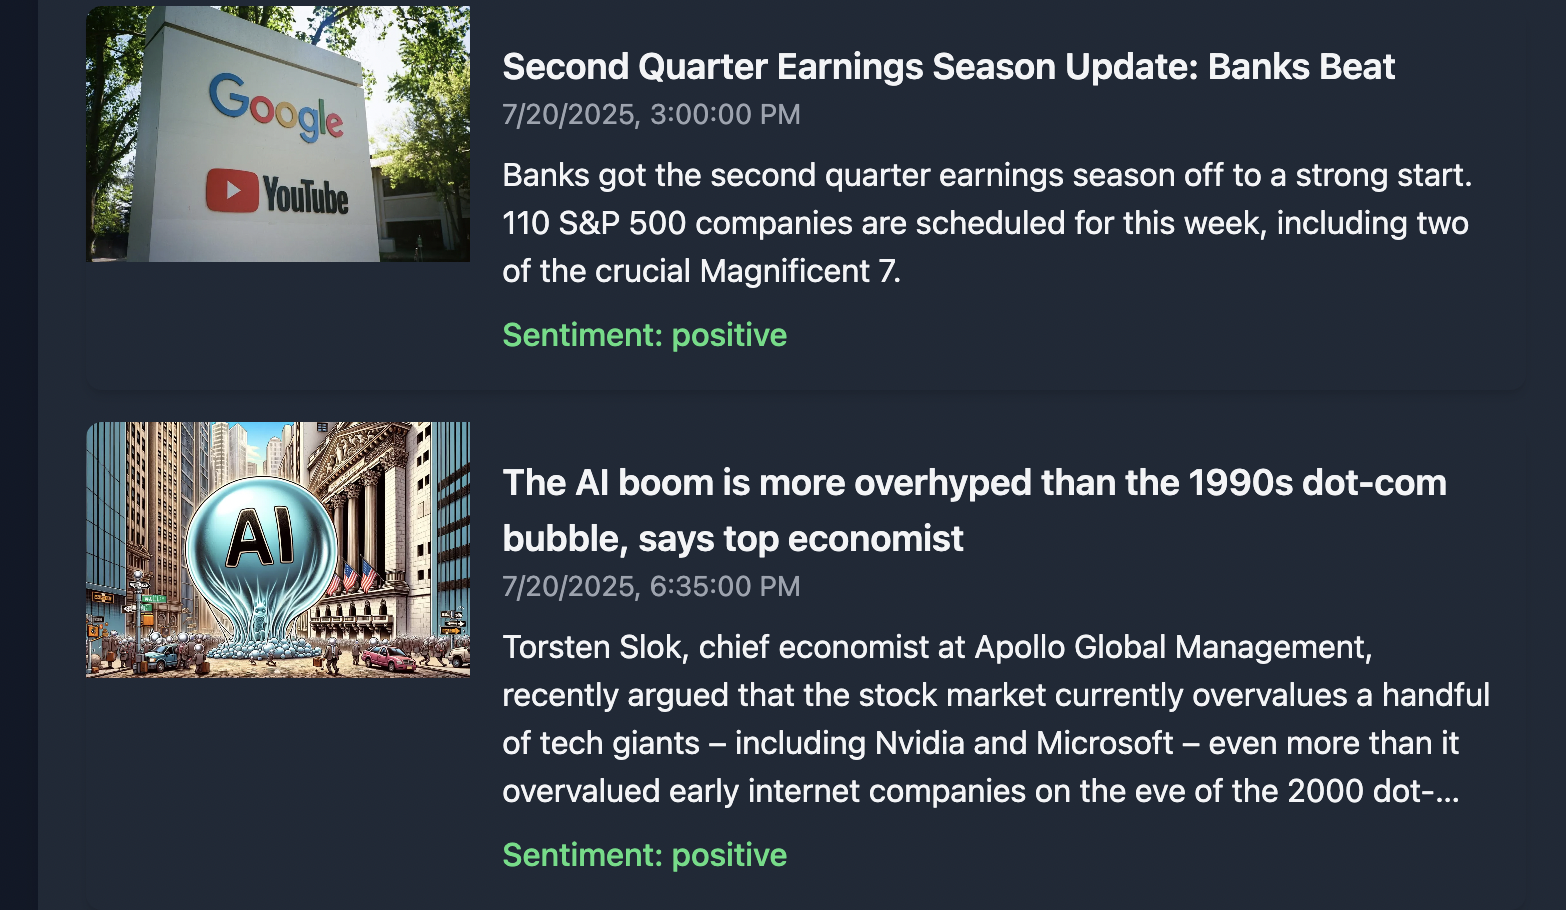 Google
YouTube
Second Quarter Earnings Season Update: Banks Beat
7/20/2025, 3:00:00 PM
Banks got the second quarter earnings season off to a strong start.
110 S&P 500 companies are scheduled for this week, including two
of the crucial Magnificent 7.
Sentiment: positive
AI
The AI boom is more overhyped than the 1990s dot-com
bubble, says top economist
7/20/2025, 6:35:00 PM
Torsten Slok, chief economist at Apollo Global Management,
recently argued that the stock market currently overvalues a handful
of tech giants – including Nvidia and Microsoft – even more than it
overvalued early internet companies on the eve of the 2000 dot-...
Sentiment: positive